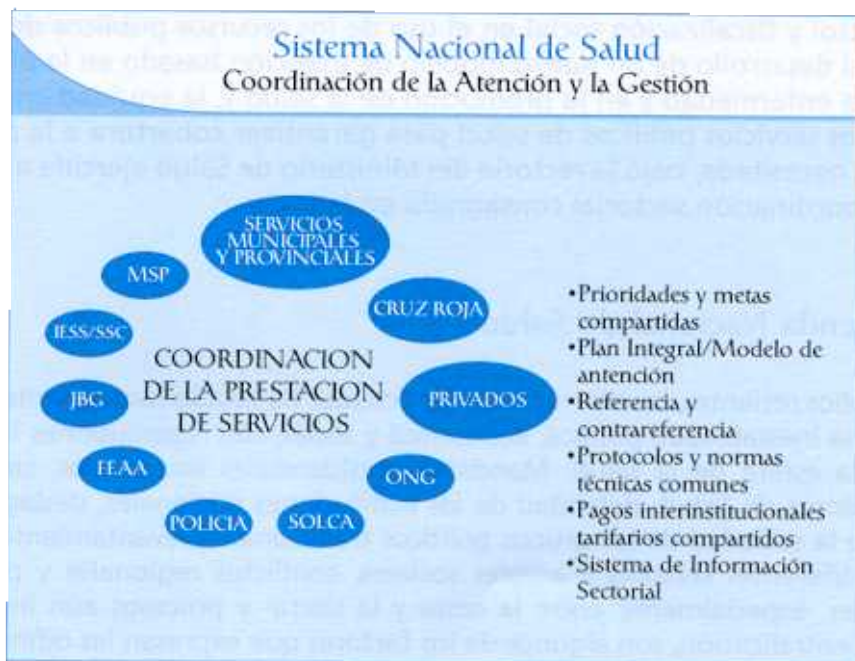 Sistema Nacional de Salud
Coordinación de la Atención y la Gestión
SERVICIOS
MUNICIPALES
Y PROVINCIALES
MSP
CRUZ ROJA
IESS/SSC
JBG
COORDINACION
DE LA PRESTACION
DE SERVICIOS
PRIVADOS
FFAA
ONG
POLICIA
SOLCA
•Prioridades y metas
compartidas
•Plan Integral/Modelo de
antención
•Referencia y
contrareferencia
•Protocolos y normas
técnicas comunes
•Pagos interinstitucionales
tarifarios compartidos
•Sistema de Información
Sectorial